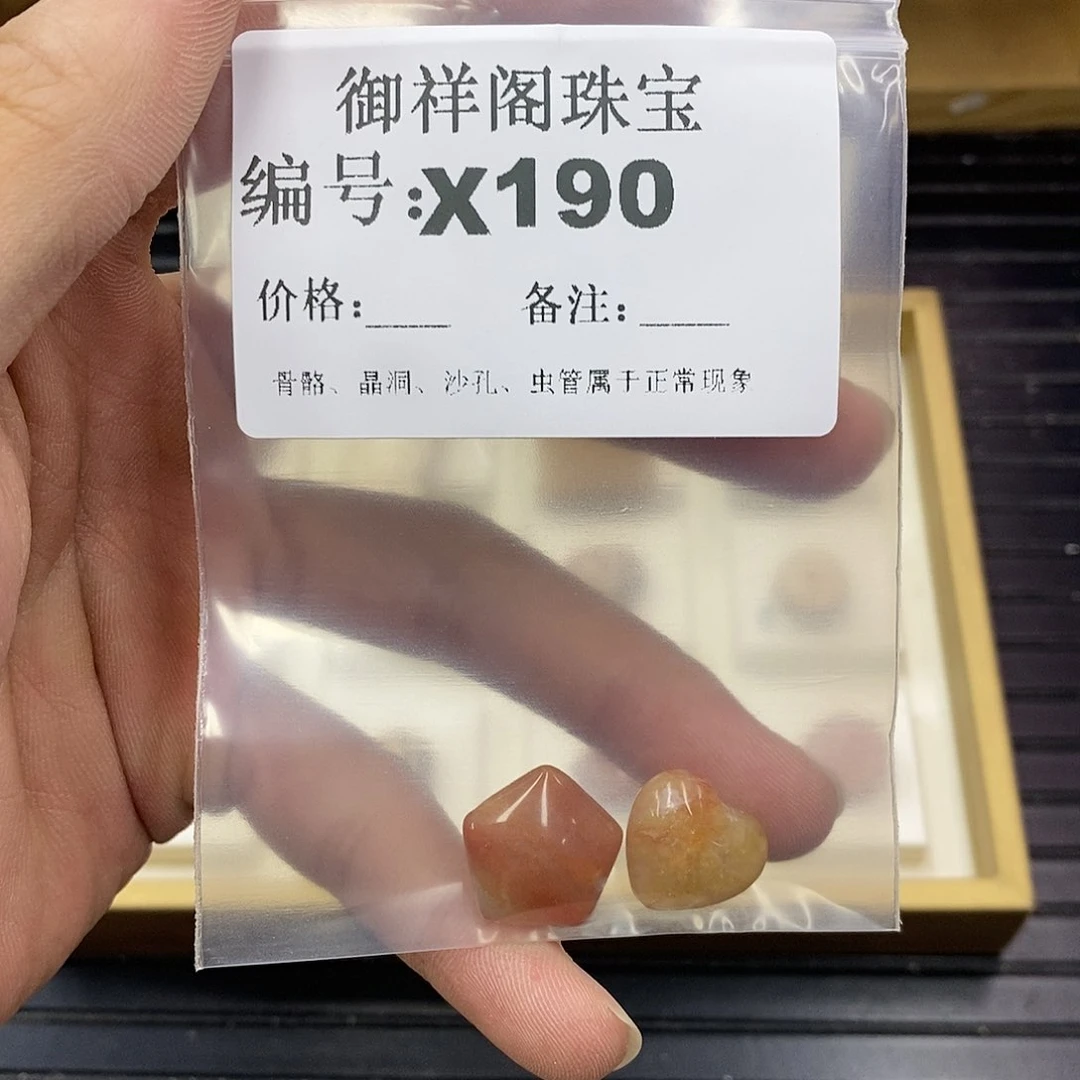 御祥阁珠宝
编号:X190
价格:____ 备注:____
骨骼、晶洞、沙孔、虫管属于正常现象